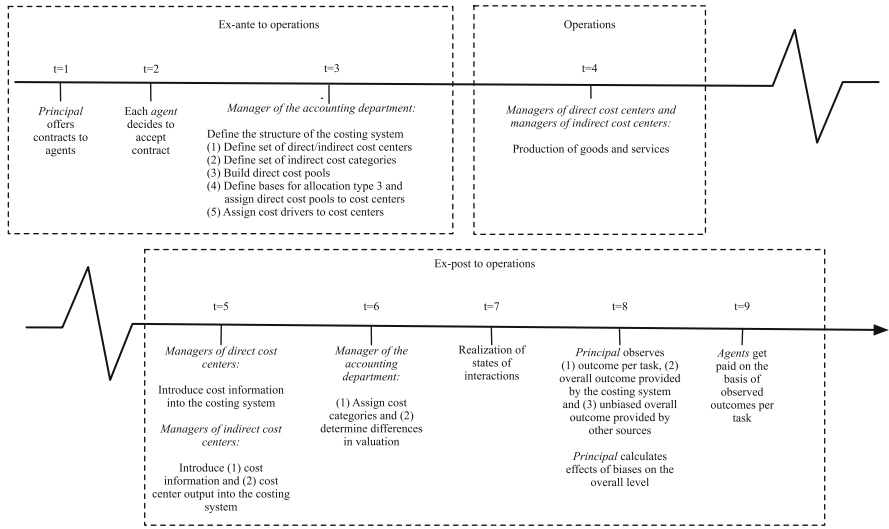 Ex-ante to operations
Operations
t=1
t=2
t=3
t=4
Principal
offers
contracts to
agents
Each agent
decides to
accept
contract
Manager of the accounting department:
Define the structure of the costing system
(1) Define set of direct/indirect cost centers
(2) Define set of indirect cost categories
(3) Build direct cost pools
(4) Define bases for allocation type 3 and
assign direct cost pools to cost centers
(5) Assign cost drivers to cost centers
Managers of direct cost centers and
managers of indirect cost centers:
Production of goods and services
Ex-post to operations
t=5
t=6
t=7
t=8
t=9
Managers of direct cost
centers:
Introduce cost information
into the costing system
Managers of indirect cost
centers:
Introduce (1) cost
information and (2) cost
center output into the costing
system
Manager of the
accounting
department:
(1) Assign cost
categories and (2)
determine differences
in valuation
Realization of
states of
interactions
Principal observes
(1) outcome per task, (2)
overall outcome provided
by the costing system
and (3) unbiased overall
outcome provided by
other sources
Principal calculates
effects of biases on the
overall level
Agents get
paid on the
basis of
observed
outcomes per
task